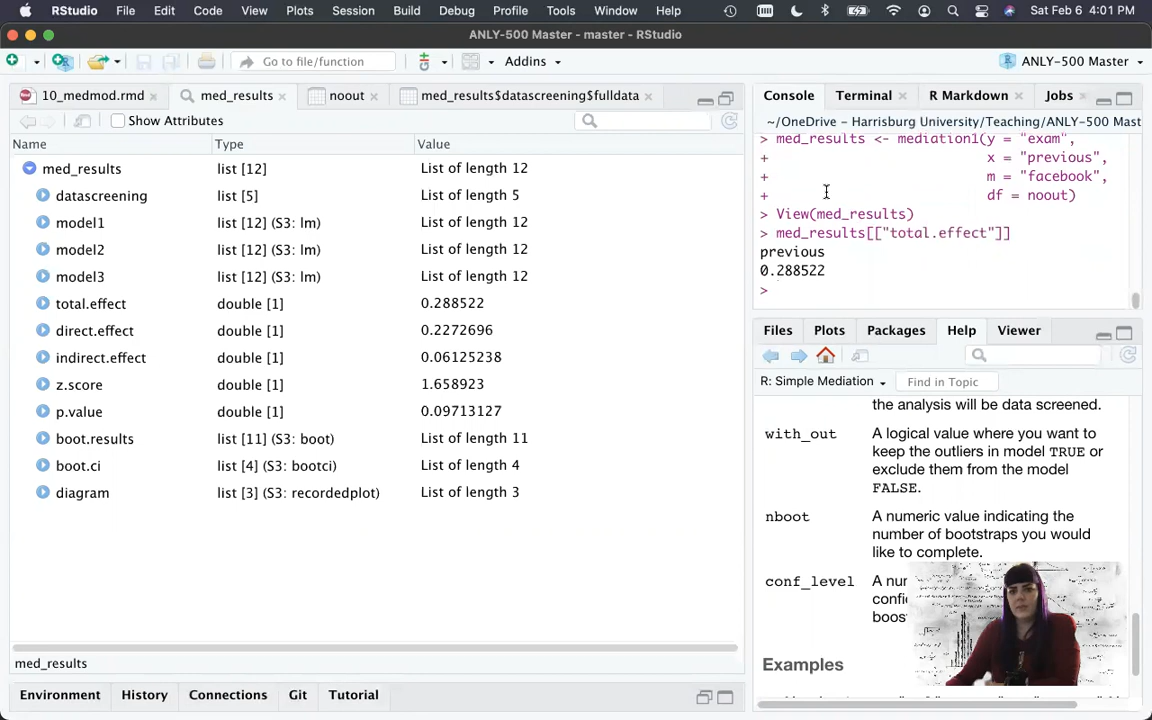 RStudio File Edit Code View Plots Session Build Debug Profile Tools Window Help Sat Feb 6 4:01 PM
ANLY-500 Master - master - RStudio
Go to file/function Addins ANLY-500 Master
10_medmod.rmd med_results noout med_results$datascreening$fulldata
Show Attributes
Name Type Value
med_results list [12] List of length 12
datascreening list [5] List of length 5
model1 list [12] (S3: lm) List of length 12
model2 list [12] (S3: lm) List of length 12
model3 list [12] (S3: lm) List of length 12
total.effect double [1] 0.288522
direct.effect double [1] 0.2272696
indirect.effect double [1] 0.06125238
z.score double [1] 1.658923
p.value double [1] 0.09713127
boot.results list [11] (S3: boot) List of length 11
boot.ci list [4] (S3: bootci) List of length 4
diagram list [3] (S3: recordedplot) List of length 3
med_results
Environment History Connections Git Tutorial
Console Terminal R Markdown Jobs
~/OneDrive – Harrisburg University/Teaching/ANLY-500 Mast
> med_results <- mediation1(y = "exam",
+ x = "previous",
+ m = "facebook",
+ df = noout)
> View(med_results)
> med_results[["total.effect"]]
previous
0.288522
>
Files Plots Packages Help Viewer
R: Simple Mediation Find in Topic
the analysis will be data screened.
with_out A logical value where you want to
keep the outliers in model TRUE or
exclude them from the model
FALSE.
nboot A numeric value indicating the
number of bootstraps you would
like to complete.
conf_level A
Examples